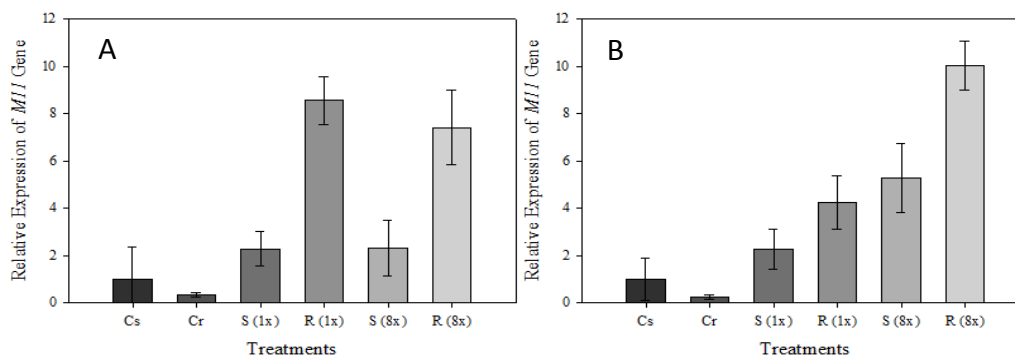 A
Relative Expression of M11 Gene
12
10
8
6
4
2
0
Cs Cr S (1x) R (1x) S (8x) R (8x)
Treatments
B
Relative Expression of M11 Gene
12
10
8
6
4
2
0
Cs Cr S (1x) R (1x) S (8x) R (8x)
Treatments